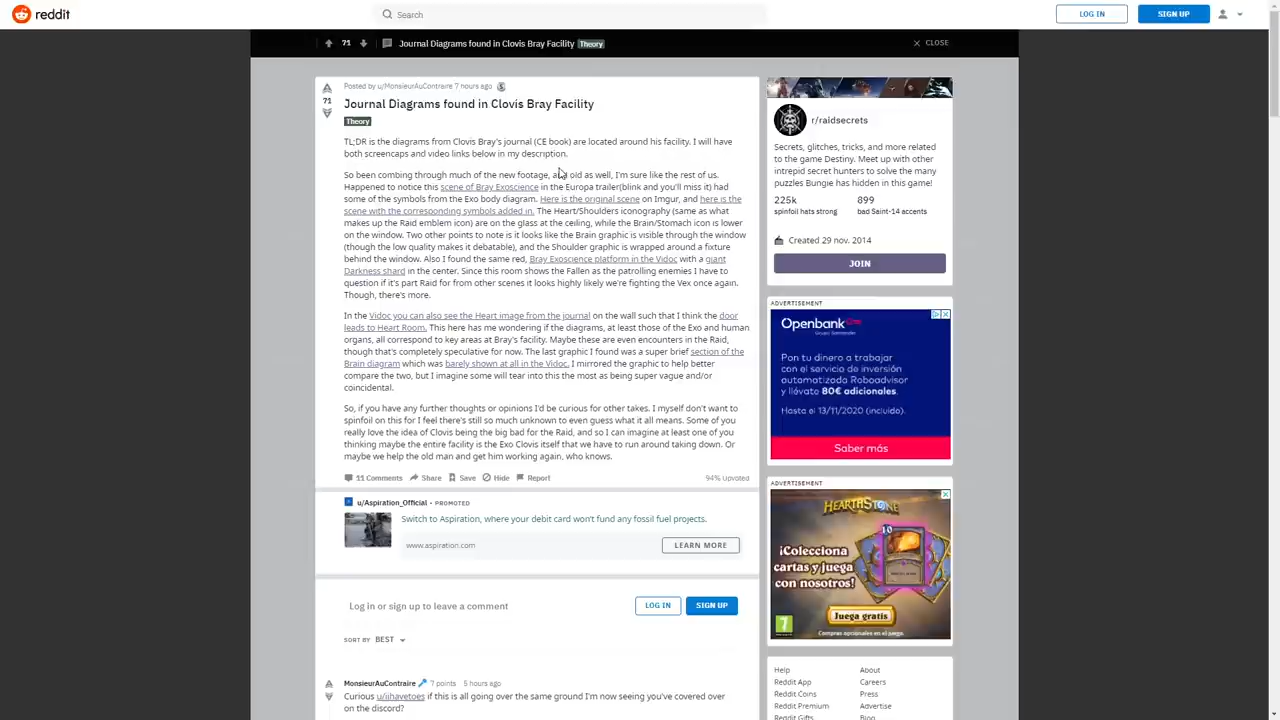 reddit
Search
LOG IN
SIGN UP
71
Journal Diagrams found in Clovis Bray Facility Theory
CLOSE
Posted by u/MonsieurAuContraire 7 hours ago
71
Journal Diagrams found in Clovis Bray Facility
Theory
TL;DR is the diagrams from Clovis Bray's journal (CE book) are located around his facility. I will have
both screencaps and video links below in my description.
So been combing through much of the new footage, and old as well, I'm sure like the rest of us.
Happened to notice this scene of Bray Exoscience in the Europa trailer(blink and you'll miss it) had
some of the symbols from the Exo body diagram. Here is the original scene on Imgur, and here is the
scene with the corresponding symbols added in. The Heart/Shoulders iconography (same as what
makes up the Raid emblem icon) are on the glass at the ceiling, while the Brain/Stomach icon is lower
on the window. Two other points to note is it looks like the Brain graphic is visible through the window
(though the low quality makes it debatable), and the Shoulder graphic is wrapped around a fixture
behind the window. Also I found the same red, Bray Exoscience platform in the Vidoc with a giant
Darkness shard in the center. Since this room shows the Fallen as the patrolling enemies I have to
question if it's part Raid for from other scenes it looks highly likely we're fighting the Vex once again.
Though, there's more.
In the Vidoc you can also see the Heart image from the journal on the wall such that I think the door
leads to Heart Room. This here has me wondering if the diagrams, at least those of the Exo and human
organs, all correspond to key areas at Bray's facility. Maybe these are even encounters in the Raid,
though that's completely speculative for now. The last graphic I found was a super brief section of the
Brain diagram which was barely shown at all in the Vidoc. I mirrored the graphic to help better
compare the two, but I imagine some will tear into this the most as being super vague and/or
coincidental.
So, if you have any further thoughts or opinions I'd be curious for other takes. I myself don't want to
spinfoil on this for I feel there's still so much unknown to even guess what it all means. Some of you
really love the idea of Clovis being the big bad for the Raid, and so I can imagine at least one of you
thinking maybe the entire facility is the Exo Clovis itself that we have to run around taking down. Or
maybe we help the old man and get him working again, who knows.
11 Comments Share Save Hide Report 94% Upvoted
u/Aspiration_Official • PROMOTED
Switch to Aspiration, where your debit card won't fund any fossil fuel projects.
www.aspiration.com
LEARN MORE
Log in or sign up to leave a comment
LOG IN
SIGN UP
SORT BY BEST
MonsieurAuContraire 7 points 5 hours ago
Curious u/iihavetoes if this is all going over the same ground I'm now seeing you've covered over
on the discord?
r/raidsecrets
Secrets, glitches, tricks, and more related
to the game Destiny. Meet up with other
intrepid secret hunters to solve the many
puzzles Bungie has hidden in this game!
225k 899
spinfoil hats strong bad Saint-14 accents
Created 29 nov. 2014
JOIN
ADVERTISEMENT
Openbank
Pon tu dinero a trabajar
con el servicio de inversión
automatizada Roboadvisor
y llévate 80€ adicionales.
Hasta el 13/11/2020 (incluido).
Saber más
ADVERTISEMENT
HEARTHSTONE
10
¡Colecciona
cartas y juega
con nosotros!
¡Juega gratis!
7
Compras opcionales en el juego.
Help About
Reddit App Careers
Reddit Coins Press
Reddit Premium Advertise
Reddit Gifts Blog